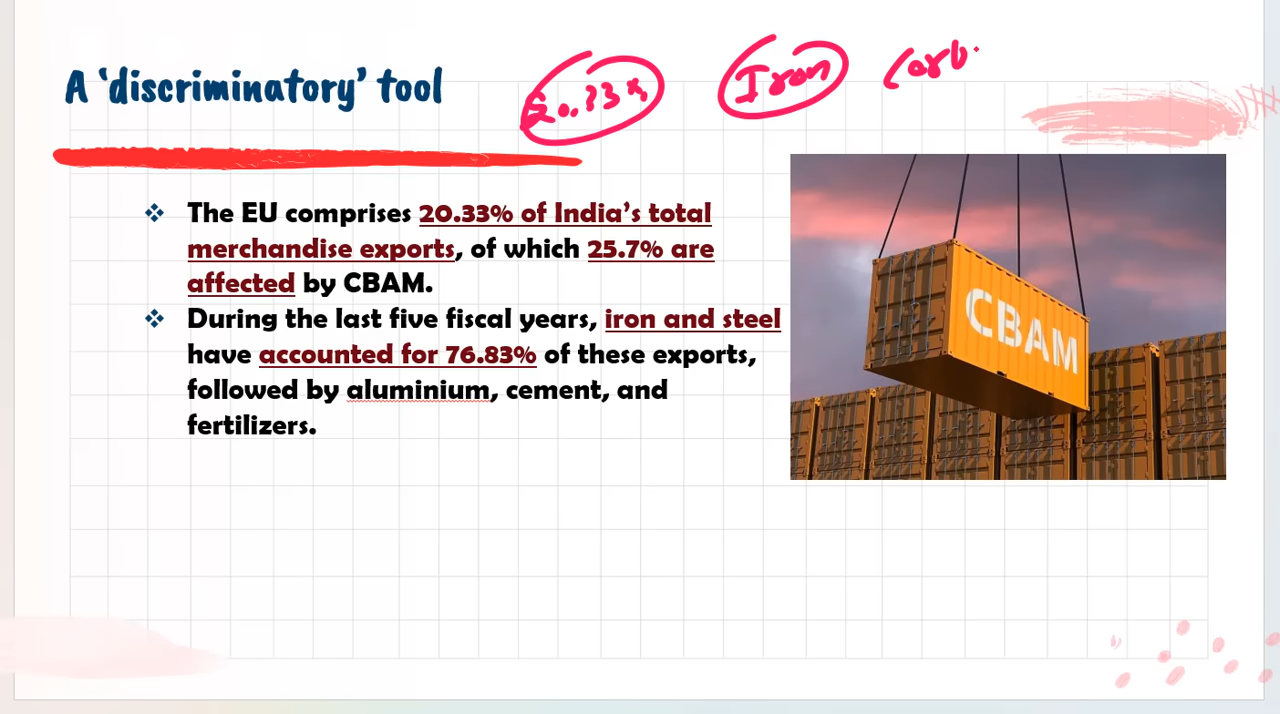 A ‘discriminatory’ tool
20.33%
Iron
❖ The EU comprises 20.33% of India’s total
merchandise exports, of which 25.7% are
affected by CBAM.
❖ During the last five fiscal years, iron and steel
have accounted for 76.83% of these exports,
followed by aluminium, cement, and
fertilizers.
CBAM